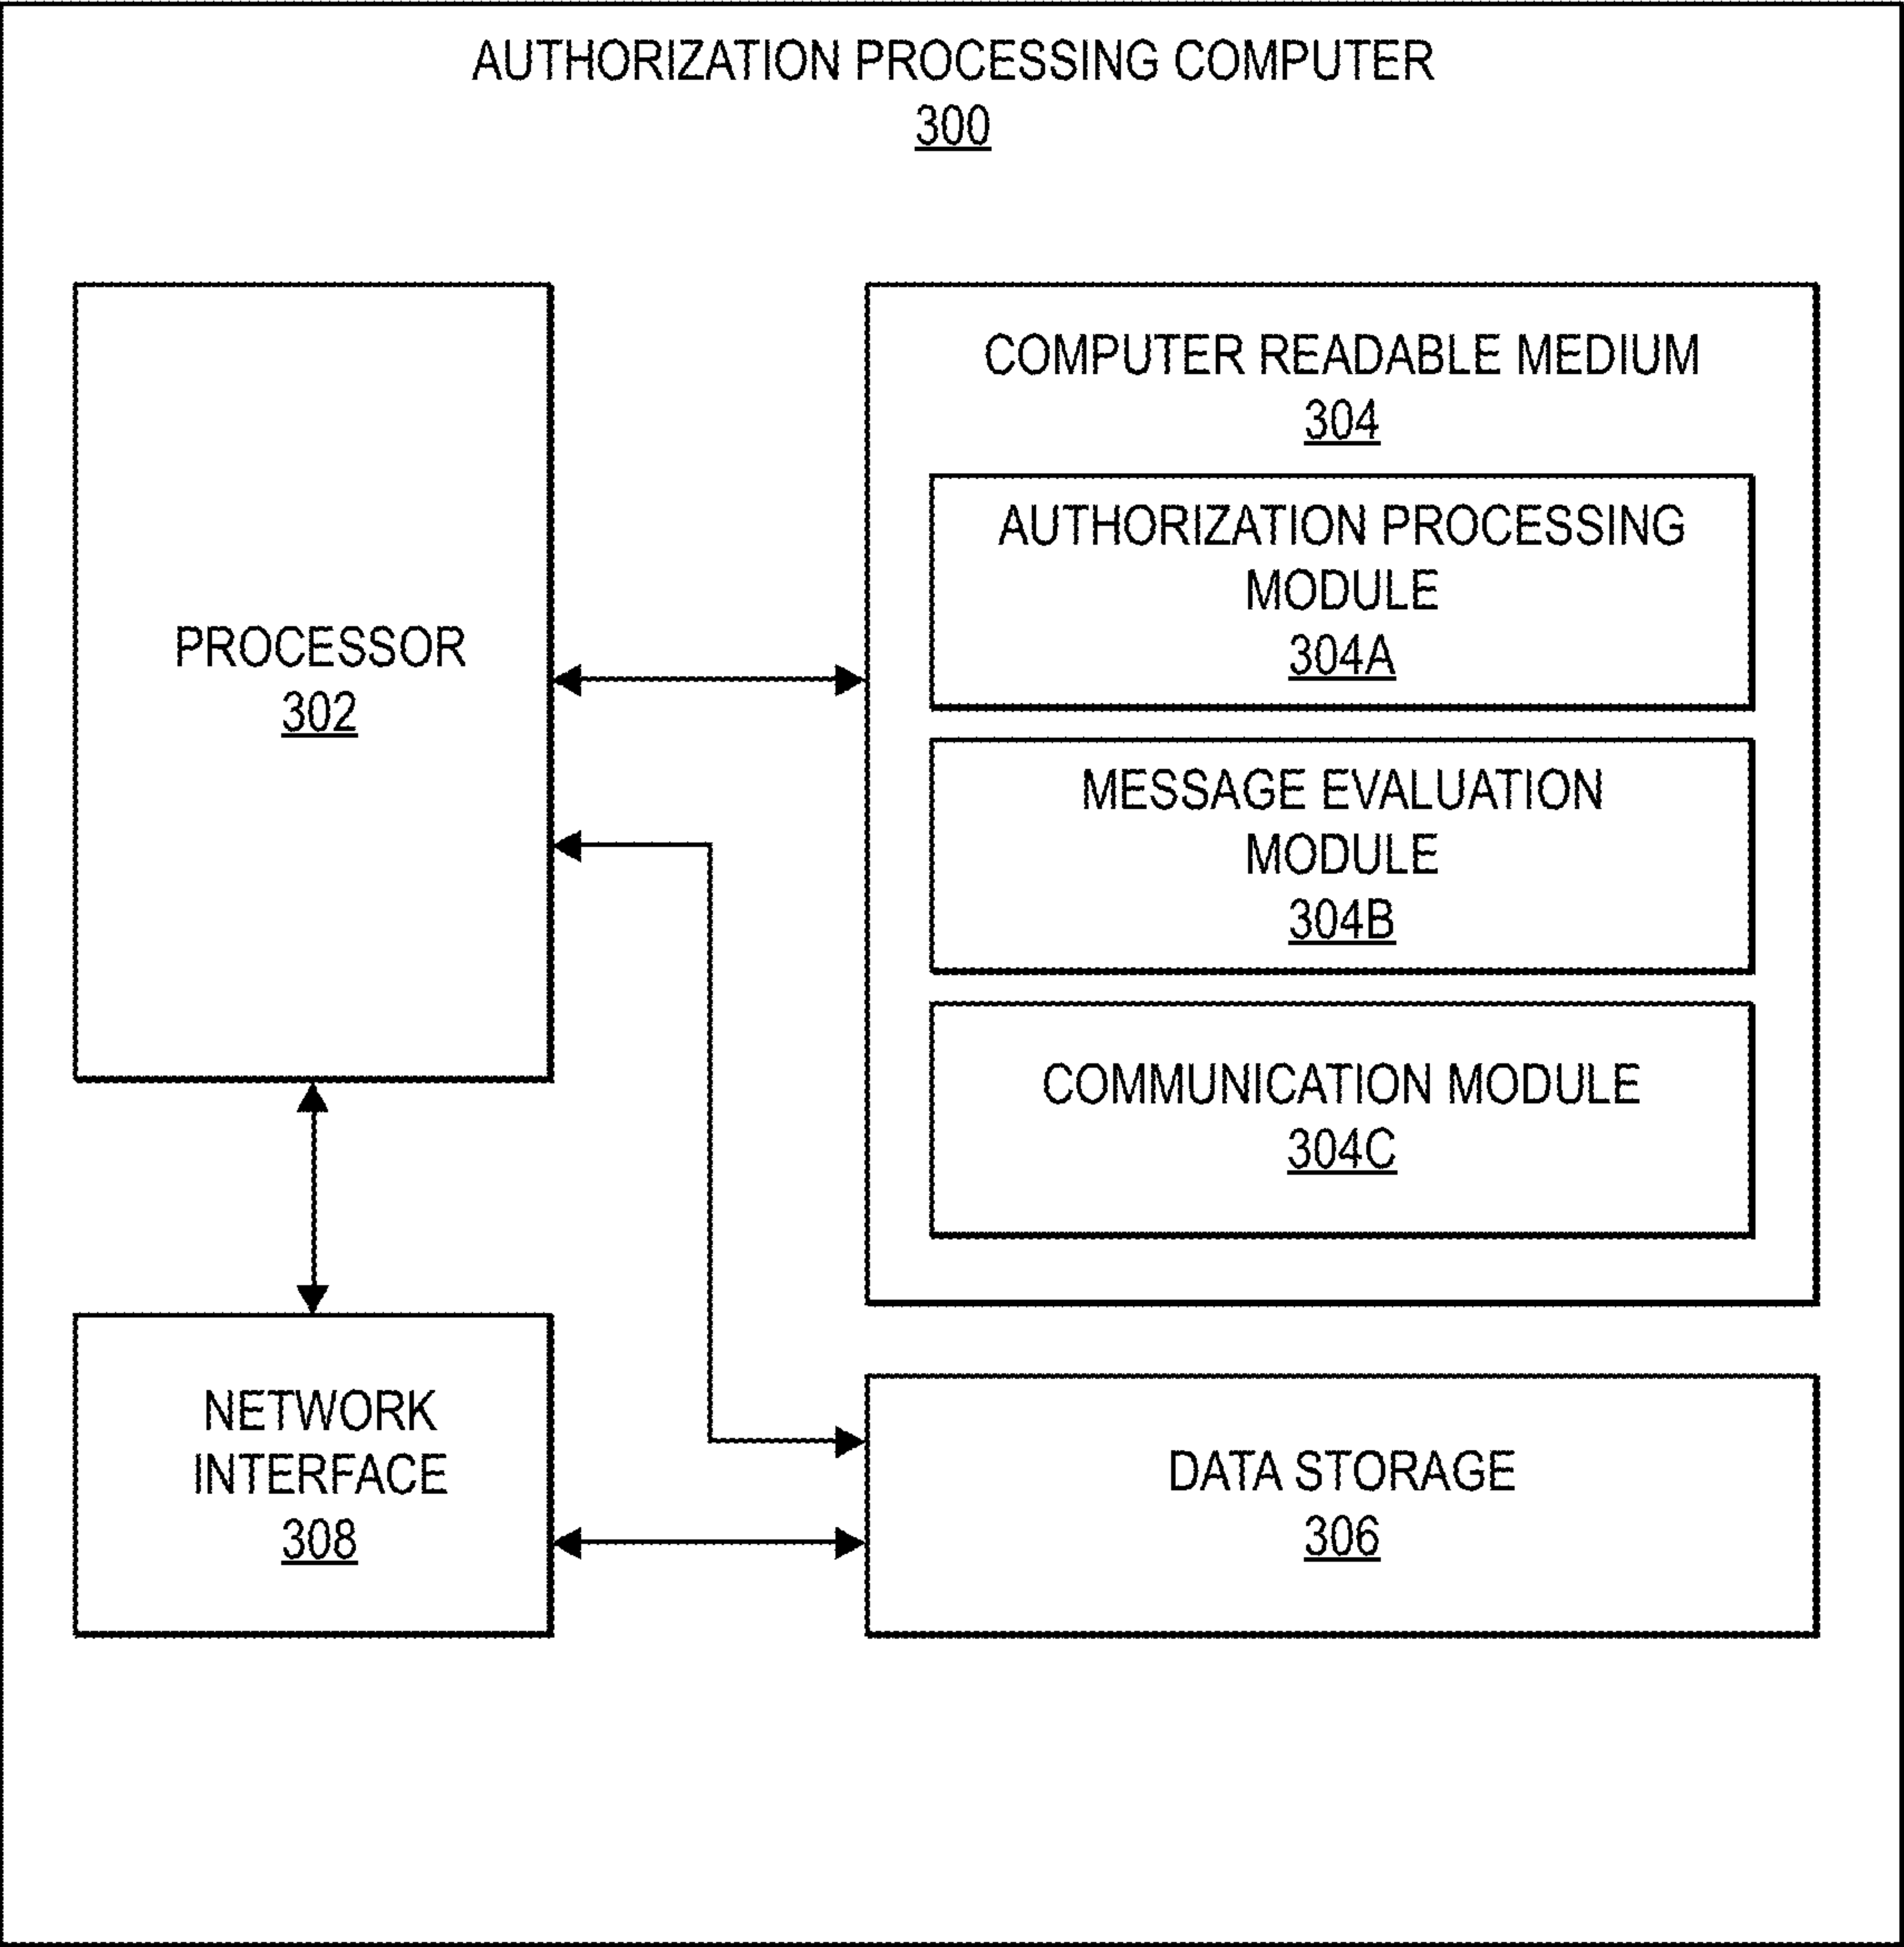 AUTHORIZATION PROCESSING COMPUTER
300
PROCESSOR
302
COMPUTER READABLE MEDIUM
304
AUTHORIZATION PROCESSING
MODULE
304A
MESSAGE EVALUATION
MODULE
304B
COMMUNICATION MODULE
304C
NETWORK
INTERFACE
308
DATA STORAGE
306